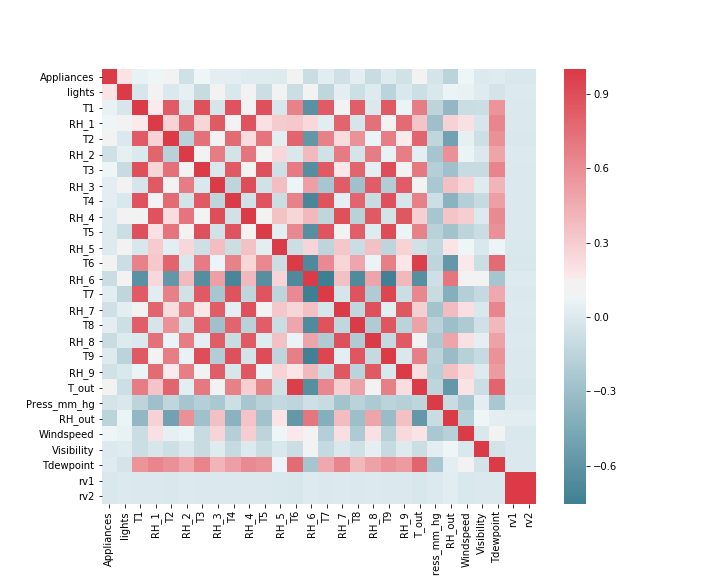 Appliances
lights
T1
RH_1
T2
RH_2
T3
RH_3
T4
RH_4
T5
RH_5
T6
RH_6
T7
RH_7
T8
RH_8
T9
RH_9
T_out
Press_mm_hg
RH_out
Windspeed
Visibility
Tdewpoint
rv1
rv2
0.9
0.6
0.3
0.0
−0.3
−0.6
Appliances
lights
T1
RH_1
T2
RH_2
T3
RH_3
T4
RH_4
T5
RH_5
T6
RH_6
T7
RH_7
T8
RH_8
T9
RH_9
T_out
ress_mm_hg
RH_out
Windspeed
Visibility
Tdewpoint
rv1
rv2